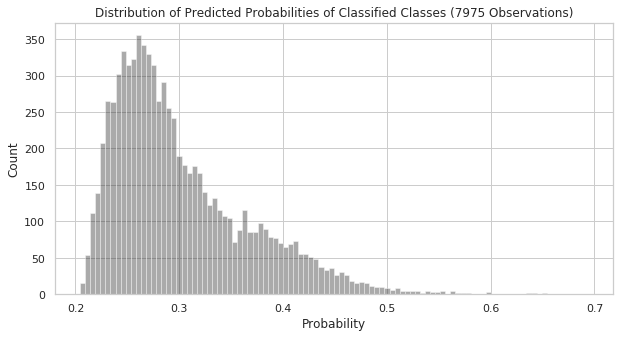 Distribution of Predicted Probabilities of Classified Classes (7975 Observations)
350
300
250
200
150
100
50
0
Count
0.2 0.3 0.4 0.5 0.6 0.7
Probability